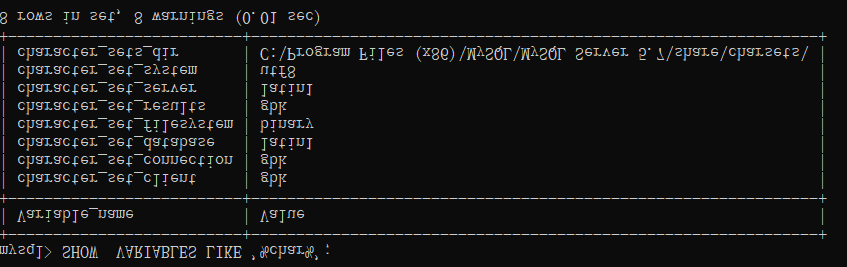 mysql> SHOW  VARIABLES LIKE '%char%';
+--------------------------+---------------------------------------------------------------+
| Variable_name            | Value                                                         |
+--------------------------+---------------------------------------------------------------+
| character_set_client     | gbk                                                           |
| character_set_connection | gbk                                                           |
| character_set_database   | latin1                                                        |
| character_set_filesystem | binary                                                        |
| character_set_results    | gbk                                                           |
| character_set_server     | latin1                                                        |
| character_set_system     | utf8                                                          |
| character_sets_dir       | C:\Program Files (x86)\MySQL\MySQL Server 5.7\share\charsets\ |
+--------------------------+---------------------------------------------------------------+
8 rows in set, 8 warnings (0.01 sec)